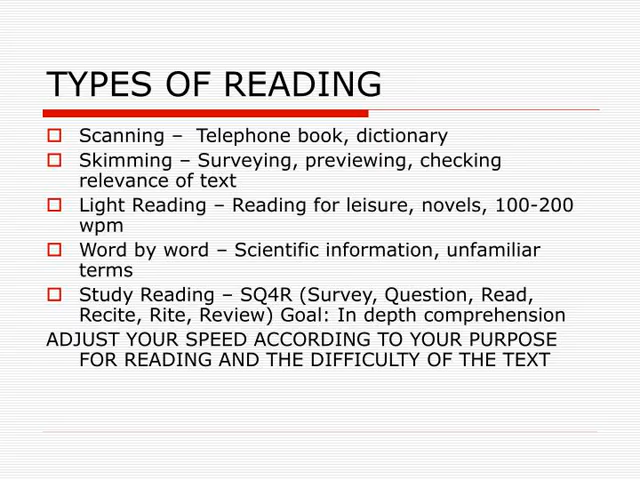 TYPES OF READING
Scanning – Telephone book, dictionary
Skimming – Surveying, previewing, checking
relevance of text
Light Reading – Reading for leisure, novels, 100-200
wpm
Word by word – Scientific information, unfamiliar
terms
Study Reading – SQ4R (Survey, Question, Read,
Recite, Rite, Review) Goal: In depth comprehension
ADJUST YOUR SPEED ACCORDING TO YOUR PURPOSE
FOR READING AND THE DIFFICULTY OF THE TEXT